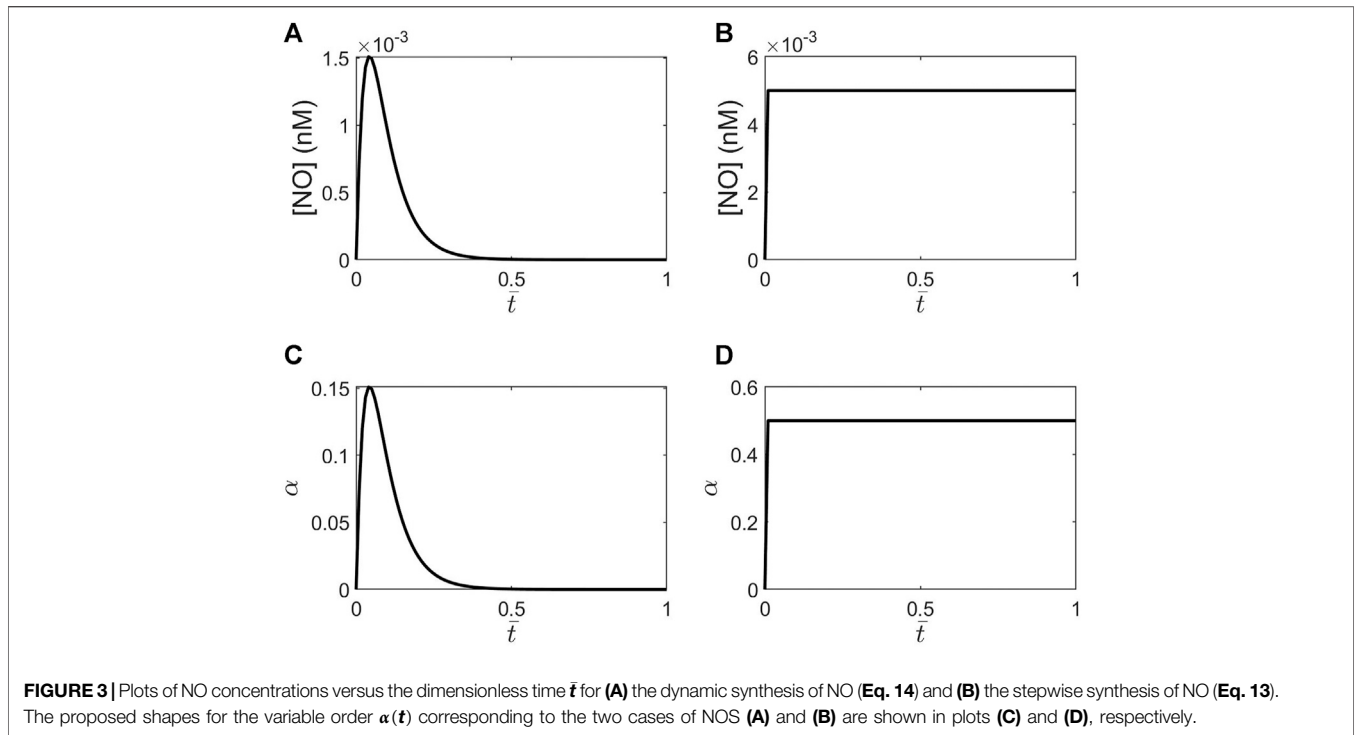 A
×10⁻³
1.5
1
0.5
0
[NO] (nM)
0
0.5
1
t̄
B
×10⁻³
6
4
2
0
[NO] (nM)
0
0.5
1
t̄
C
0.15
0.1
0.05
0
α
0
0.5
1
t̄
D
0.6
0.4
0.2
0
α
0
0.5
1
t̄
FIGURE 3 | Plots of NO concentrations versus the dimensionless time t̄ for (A) the dynamic synthesis of NO (Eq. 14) and (B) the stepwise synthesis of NO (Eq. 13).
The proposed shapes for the variable order α(t) corresponding to the two cases of NOS (A) and (B) are shown in plots (C) and (D), respectively.